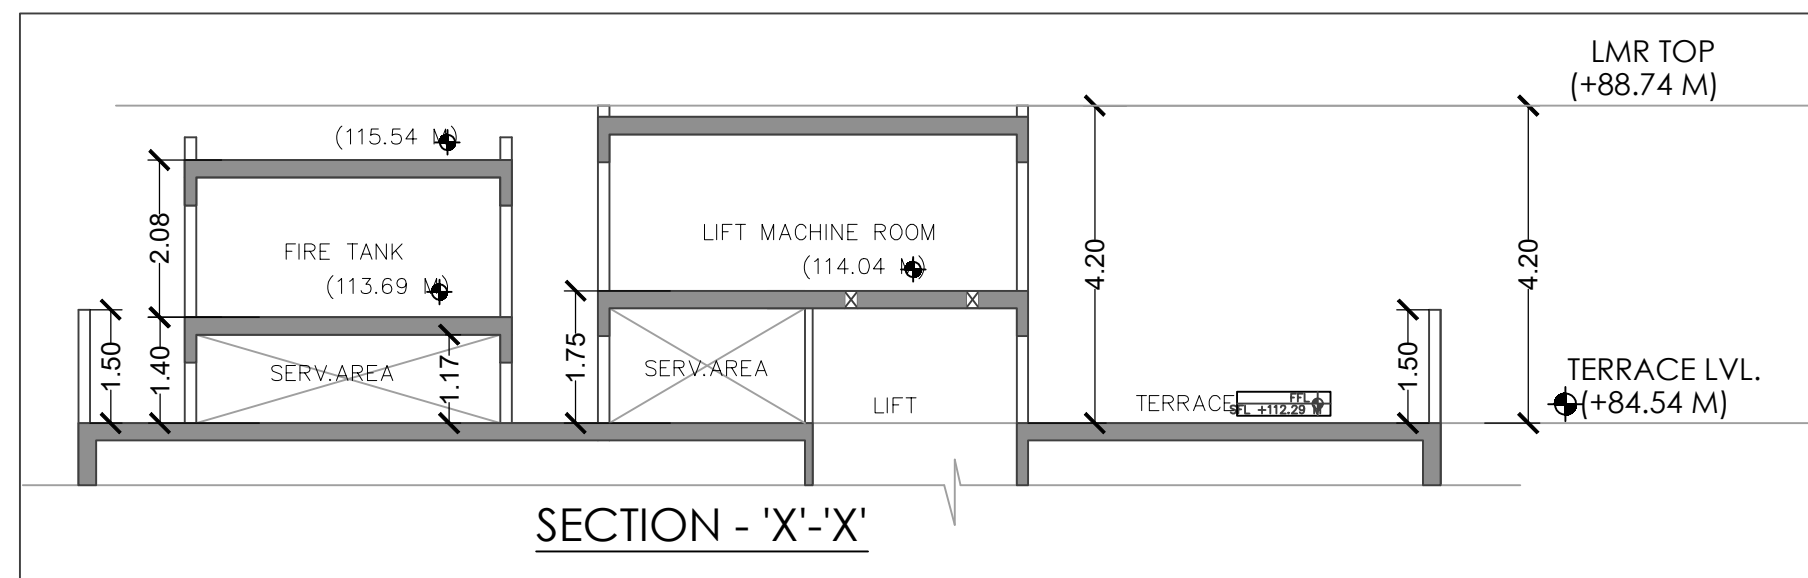 LMR TOP
(+88.74 M)
(115.54 M)
LIFT MACHINE ROOM
(114.04 M)
FIRE TANK
(113.69 M)
2.08
4.20
4.20
1.50
1.40
SERV.AREA
1.17
1.75
SERV.AREA
LIFT
TERRACE
FFL
SFL +112.29 M
1.50
TERRACE LVL.
(+84.54 M)
SECTION - 'X'-'X'